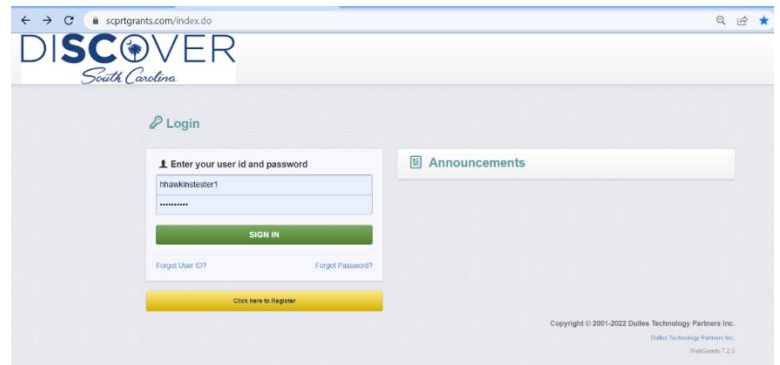 scprtgrants.com/index.do
DISCOVER
South Carolina
Login
Enter your user id and password
hhawkinstester1
••••••••••
SIGN IN
Forgot User ID?
Forgot Password?
Click here to Register
Announcements
Copyright © 2001-2022 Dulles Technology Partners Inc.
Dulles Technology Partners Inc.
WebGrants 7.2.5